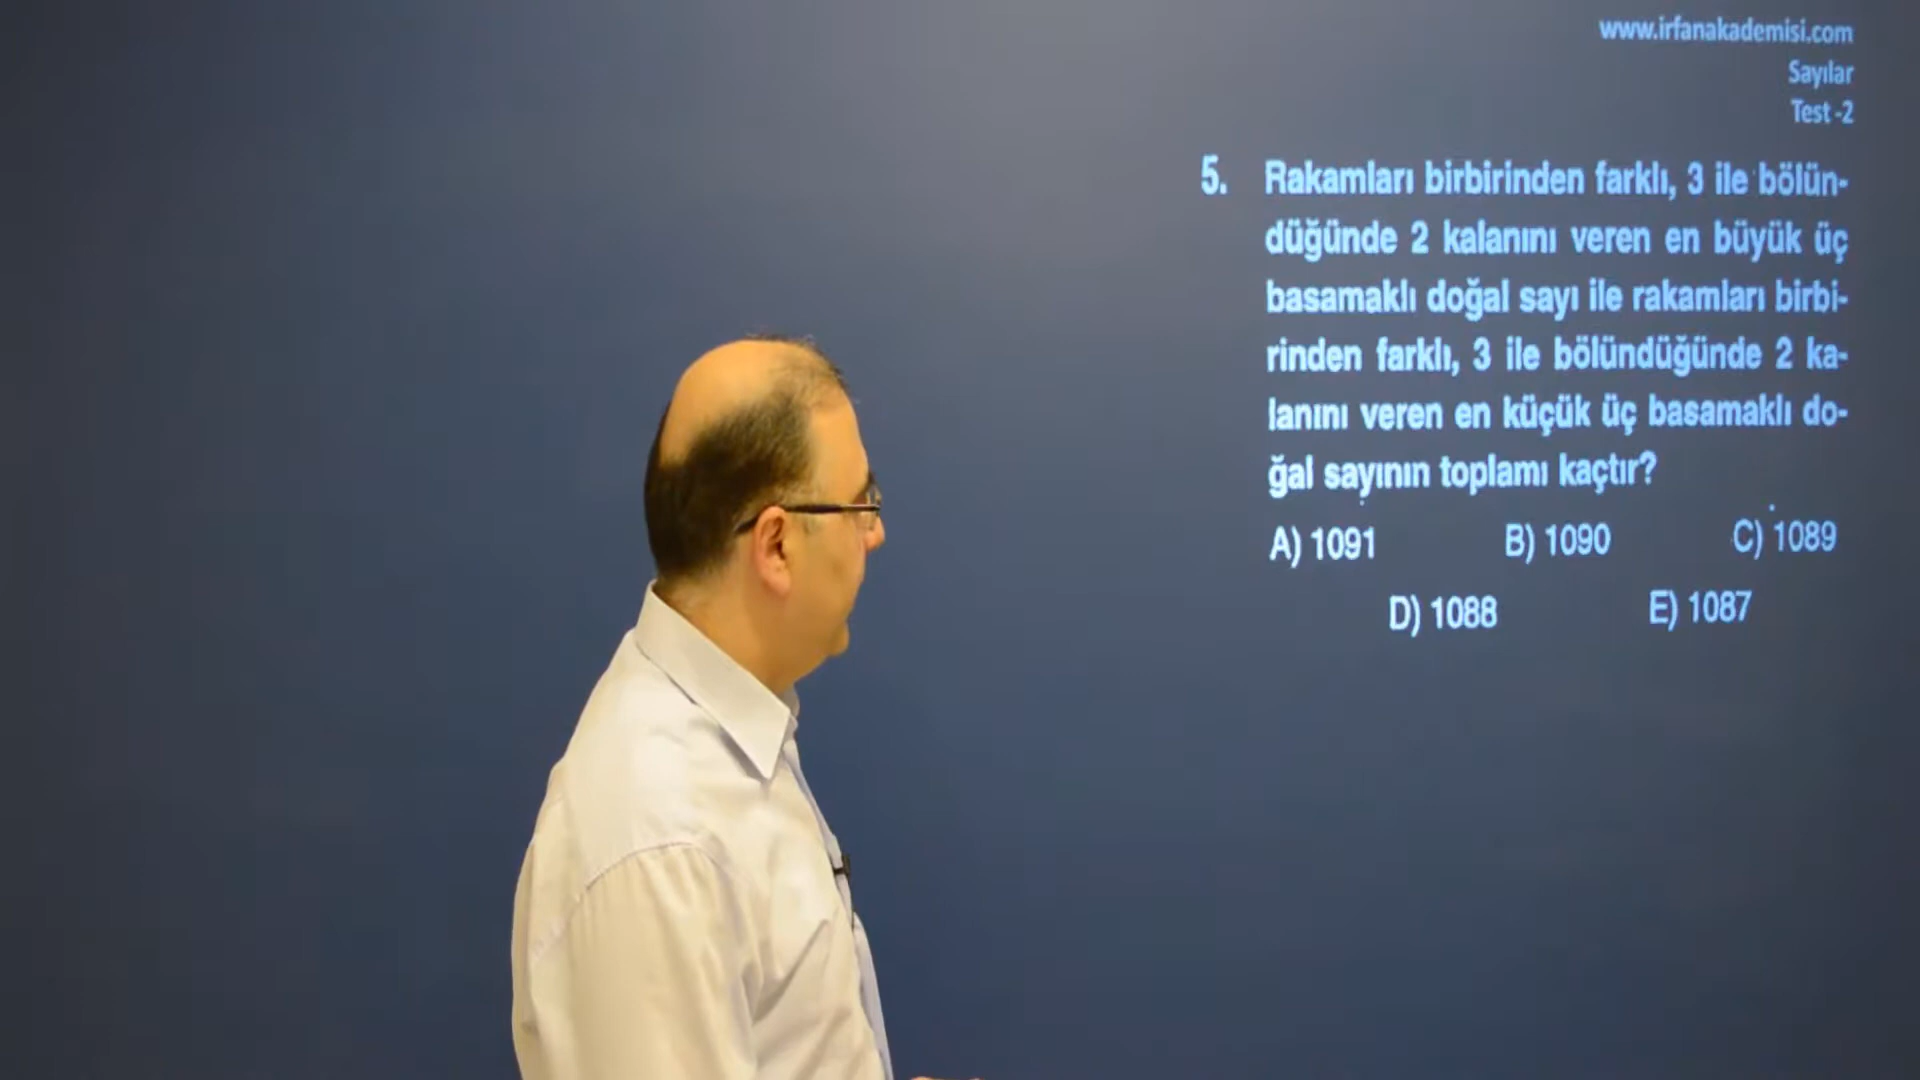 www.irfanakademisi.com
Sayılar
Test -2
5. Rakamları birbirinden farklı, 3 ile bölün-
düğünde 2 kalanını veren en büyük üç
basamaklı doğal sayı ile rakamları birbi-
rinden farklı, 3 ile bölündüğünde 2 ka-
lanını veren en küçük üç basamaklı do-
ğal sayının toplamı kaçtır?
A) 1091 B) 1090 C) 1089
D) 1088 E) 1087